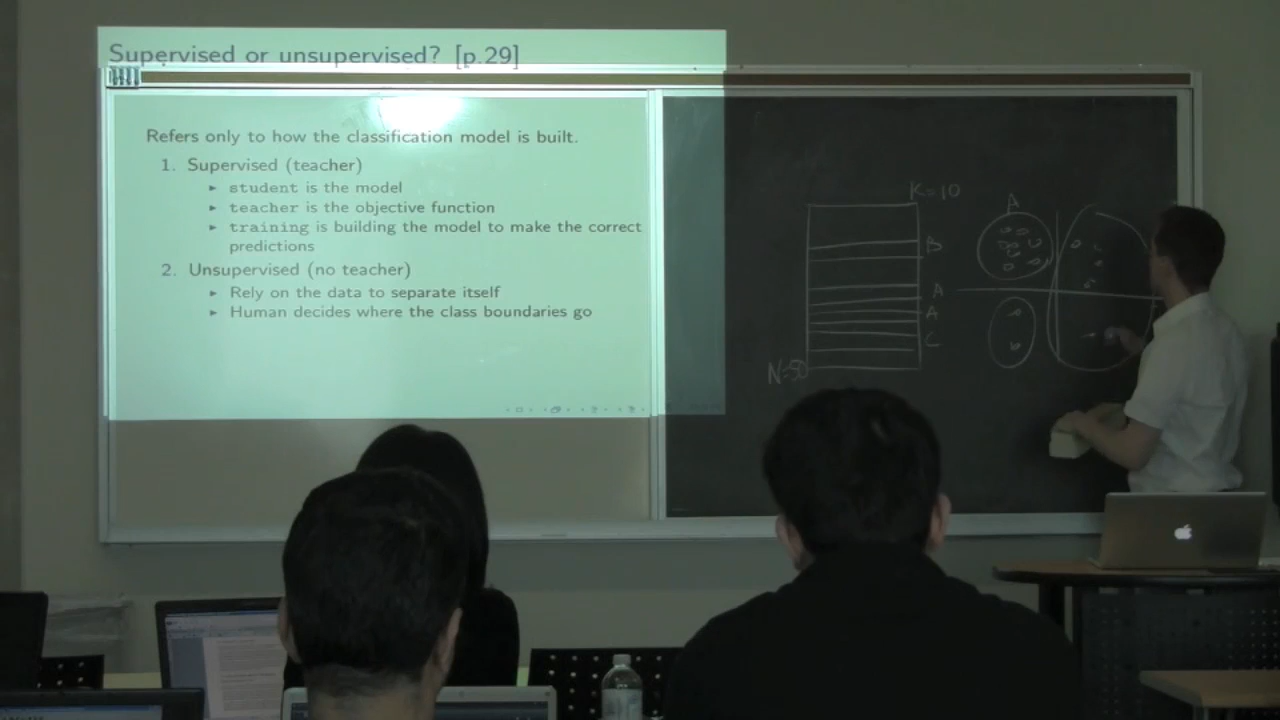 Supervised or unsupervised? [p.29]
Refers only to how the classification model is built.
1. Supervised (teacher)
► student is the model
► teacher is the objective function
► training is building the model to make the correct
predictions
2. Unsupervised (no teacher)
► Rely on the data to separate itself
► Human decides where the class boundaries go
K=10
A
B
A
A
C
N=50